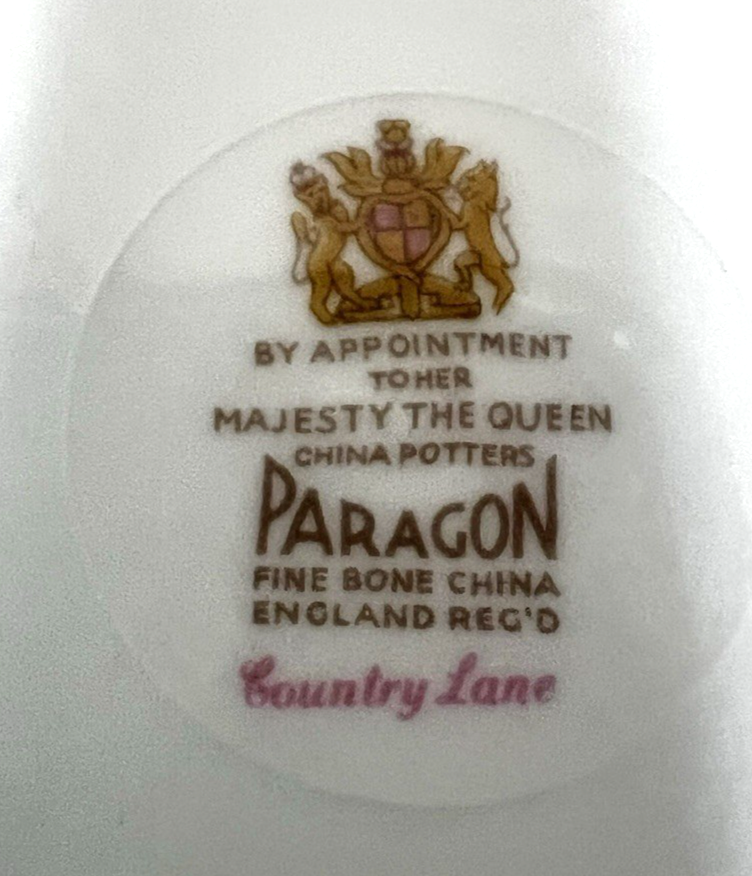 BY APPOINTMENT
TO HER
MAJESTY THE QUEEN
CHINA POTTERS
PARAGON
FINE BONE CHINA
ENGLAND REG'D
Country Lane